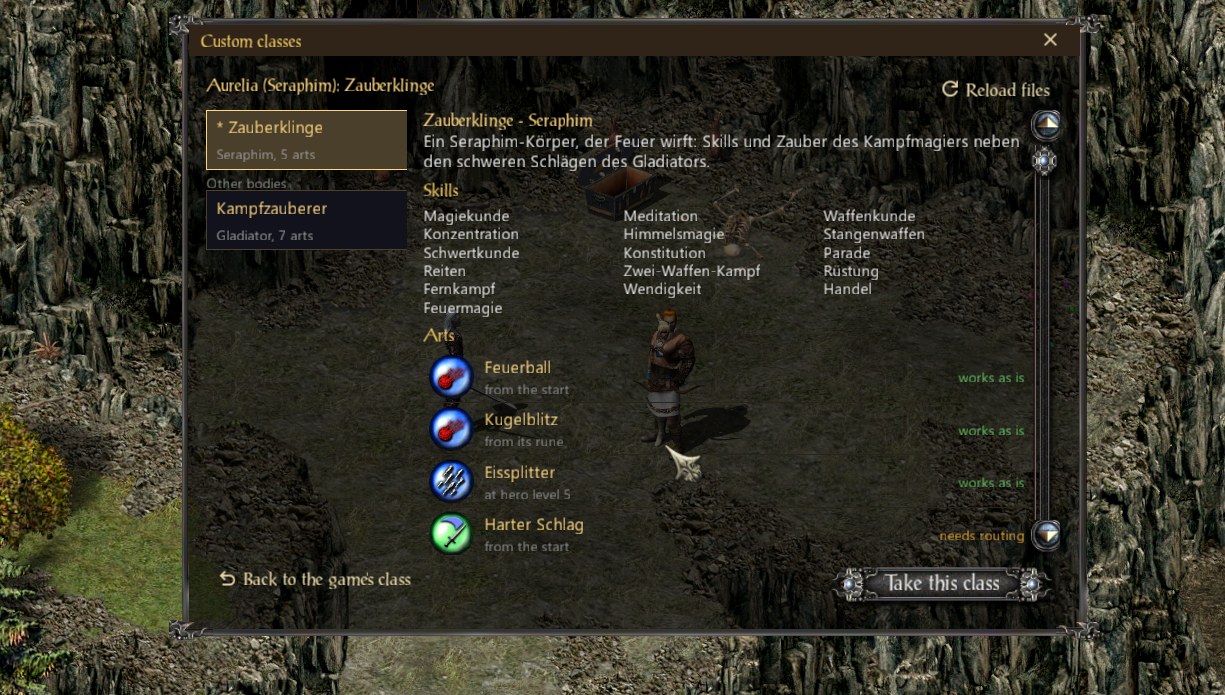 Custom classes
Aurelia (Seraphim): Zauberklinge
Reload files
* Zauberklinge
Seraphim, 5 arts
Other bodies
Kampfzauberer
Gladiator, 7 arts
Zauberklinge - Seraphim
Ein Seraphim-Körper, der Feuer wirft: Skills und Zauber des Kampfmagiers neben
den schweren Schlägen des Gladiators.
Skills
Magiekunde Meditation Waffenkunde
Konzentration Himmelsmagie Stangenwaffen
Schwertkunde Konstitution Parade
Reiten Zwei-Waffen-Kampf Rüstung
Fernkampf Wendigkeit Handel
Feuermagie
Arts
Feuerball
from the start
works as is
Kugelblitz
from its rune
works as is
Eissplitter
at hero level 5
works as is
Harter Schlag
from the start
needs routing
Back to the game's class
Take this class